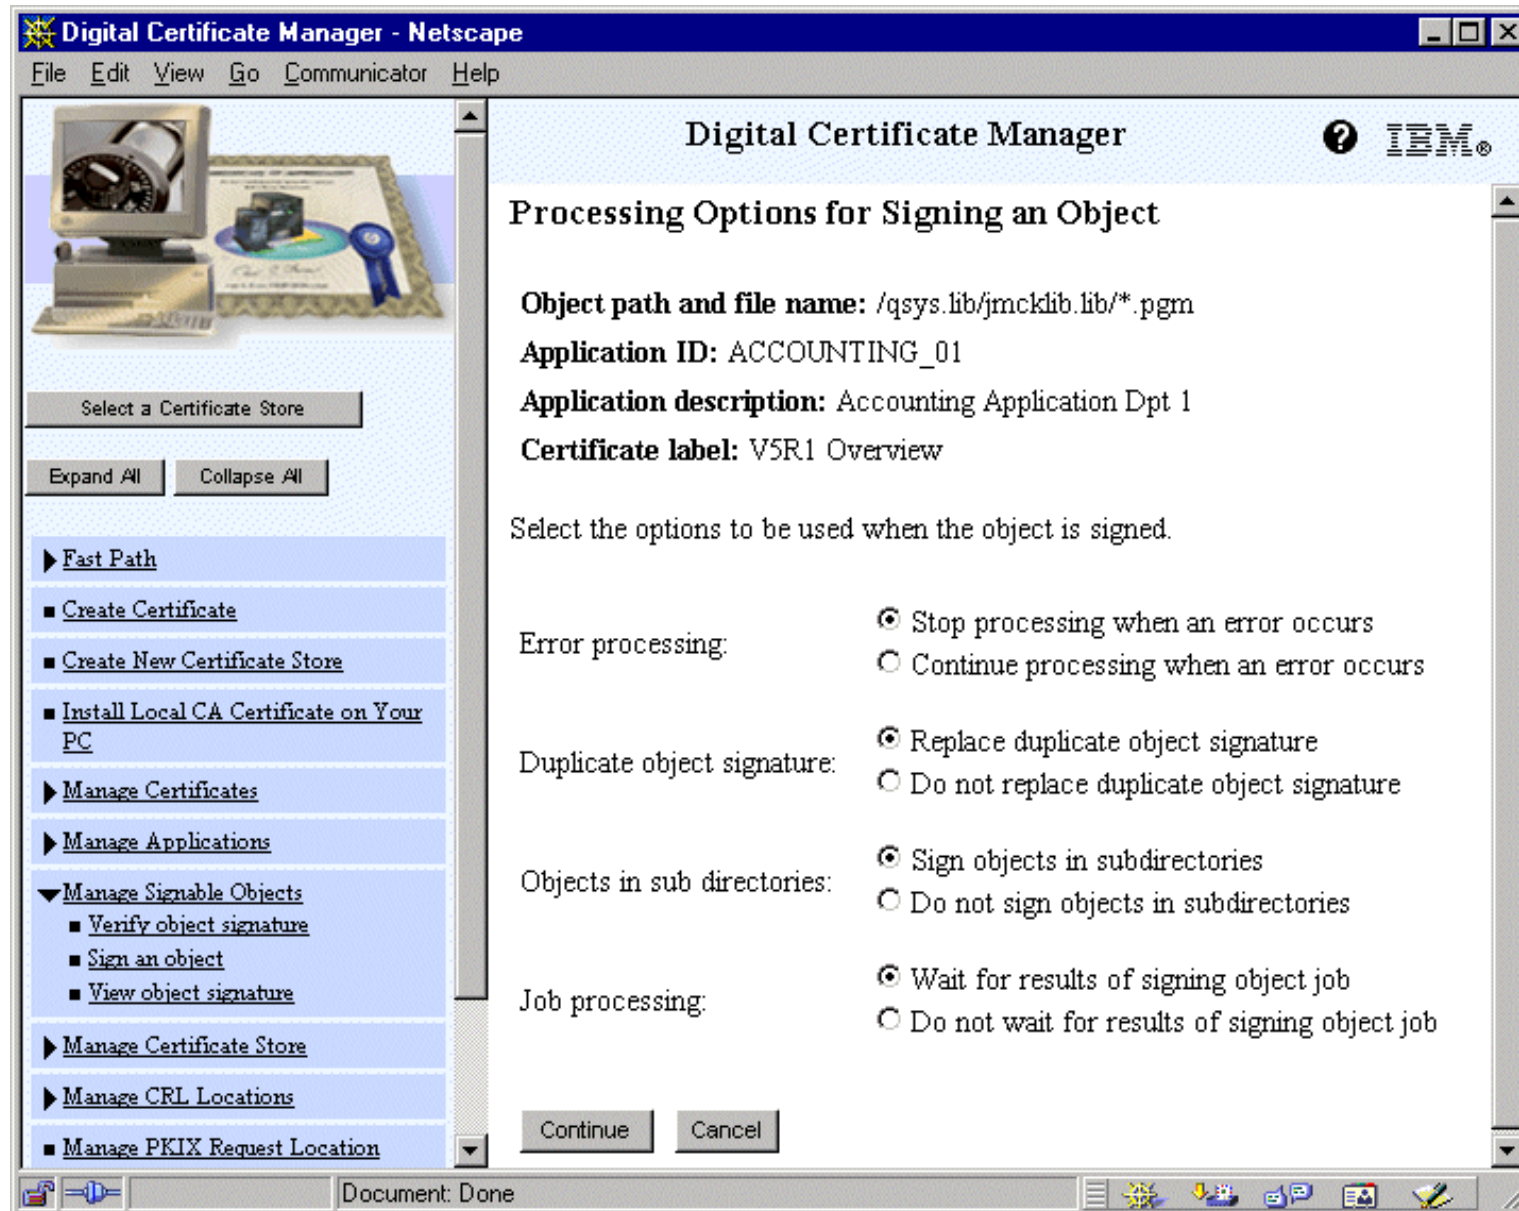 Digital Certificate Manager - Netscape
File Edit View Go Communicator Help
Select a Certificate Store
Expand All Collapse All
Fast Path
Create Certificate
Create New Certificate Store
Install Local CA Certificate on Your
PC
Manage Certificates
Manage Applications
Manage Signable Objects
Verify object signature
Sign an object
View object signature
Manage Certificate Store
Manage CRL Locations
Manage PKIX Request Location
Digital Certificate Manager
IBM®
Processing Options for Signing an Object
Object path and file name: /qsys.lib/jmcklib.lib/*.pgm
Application ID: ACCOUNTING_01
Application description: Accounting Application Dpt 1
Certificate label: V5R1 Overview
Select the options to be used when the object is signed.
Error processing:
Stop processing when an error occurs
Continue processing when an error occurs
Duplicate object signature:
Replace duplicate object signature
Do not replace duplicate object signature
Objects in sub directories:
Sign objects in subdirectories
Do not sign objects in subdirectories
Job processing:
Wait for results of signing object job
Do not wait for results of signing object job
Continue Cancel
Document: Done